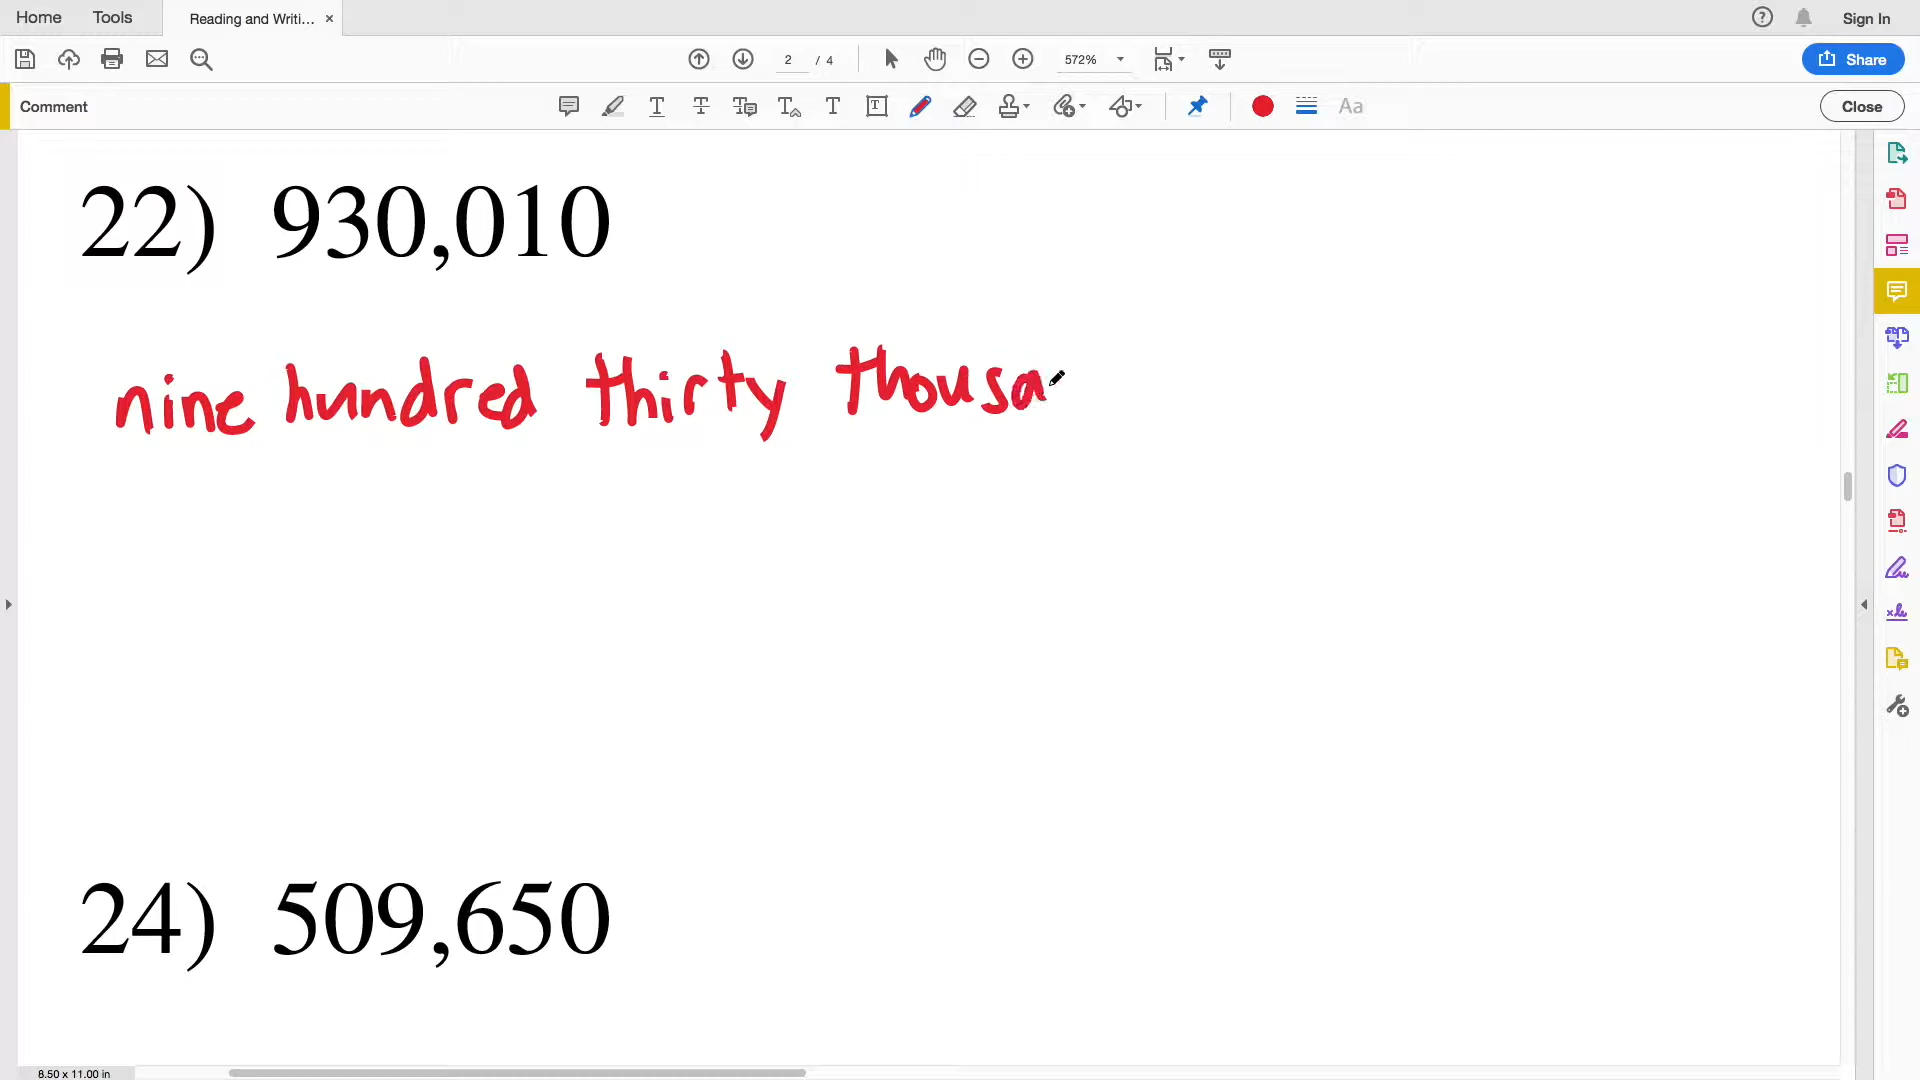 Home Tools Reading and Writi... × ? Sign In
2 / 4 572% Share
Comment T T T T T T Aa Close
22) 930,010
nine hundred thirty thousa
24) 509,650
8.50 x 11.00 in